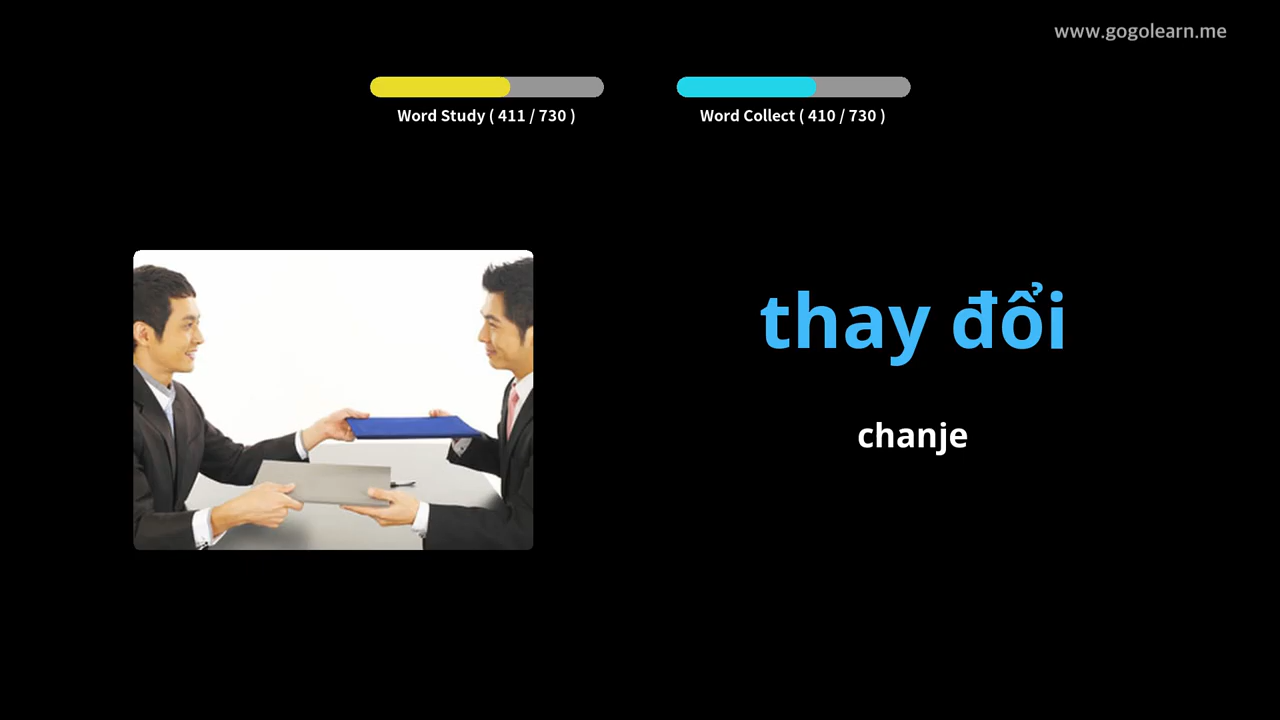 www.gogolearn.me
Word Study ( 411 / 730 )
Word Collect ( 410 / 730 )
thay đổi
chanje